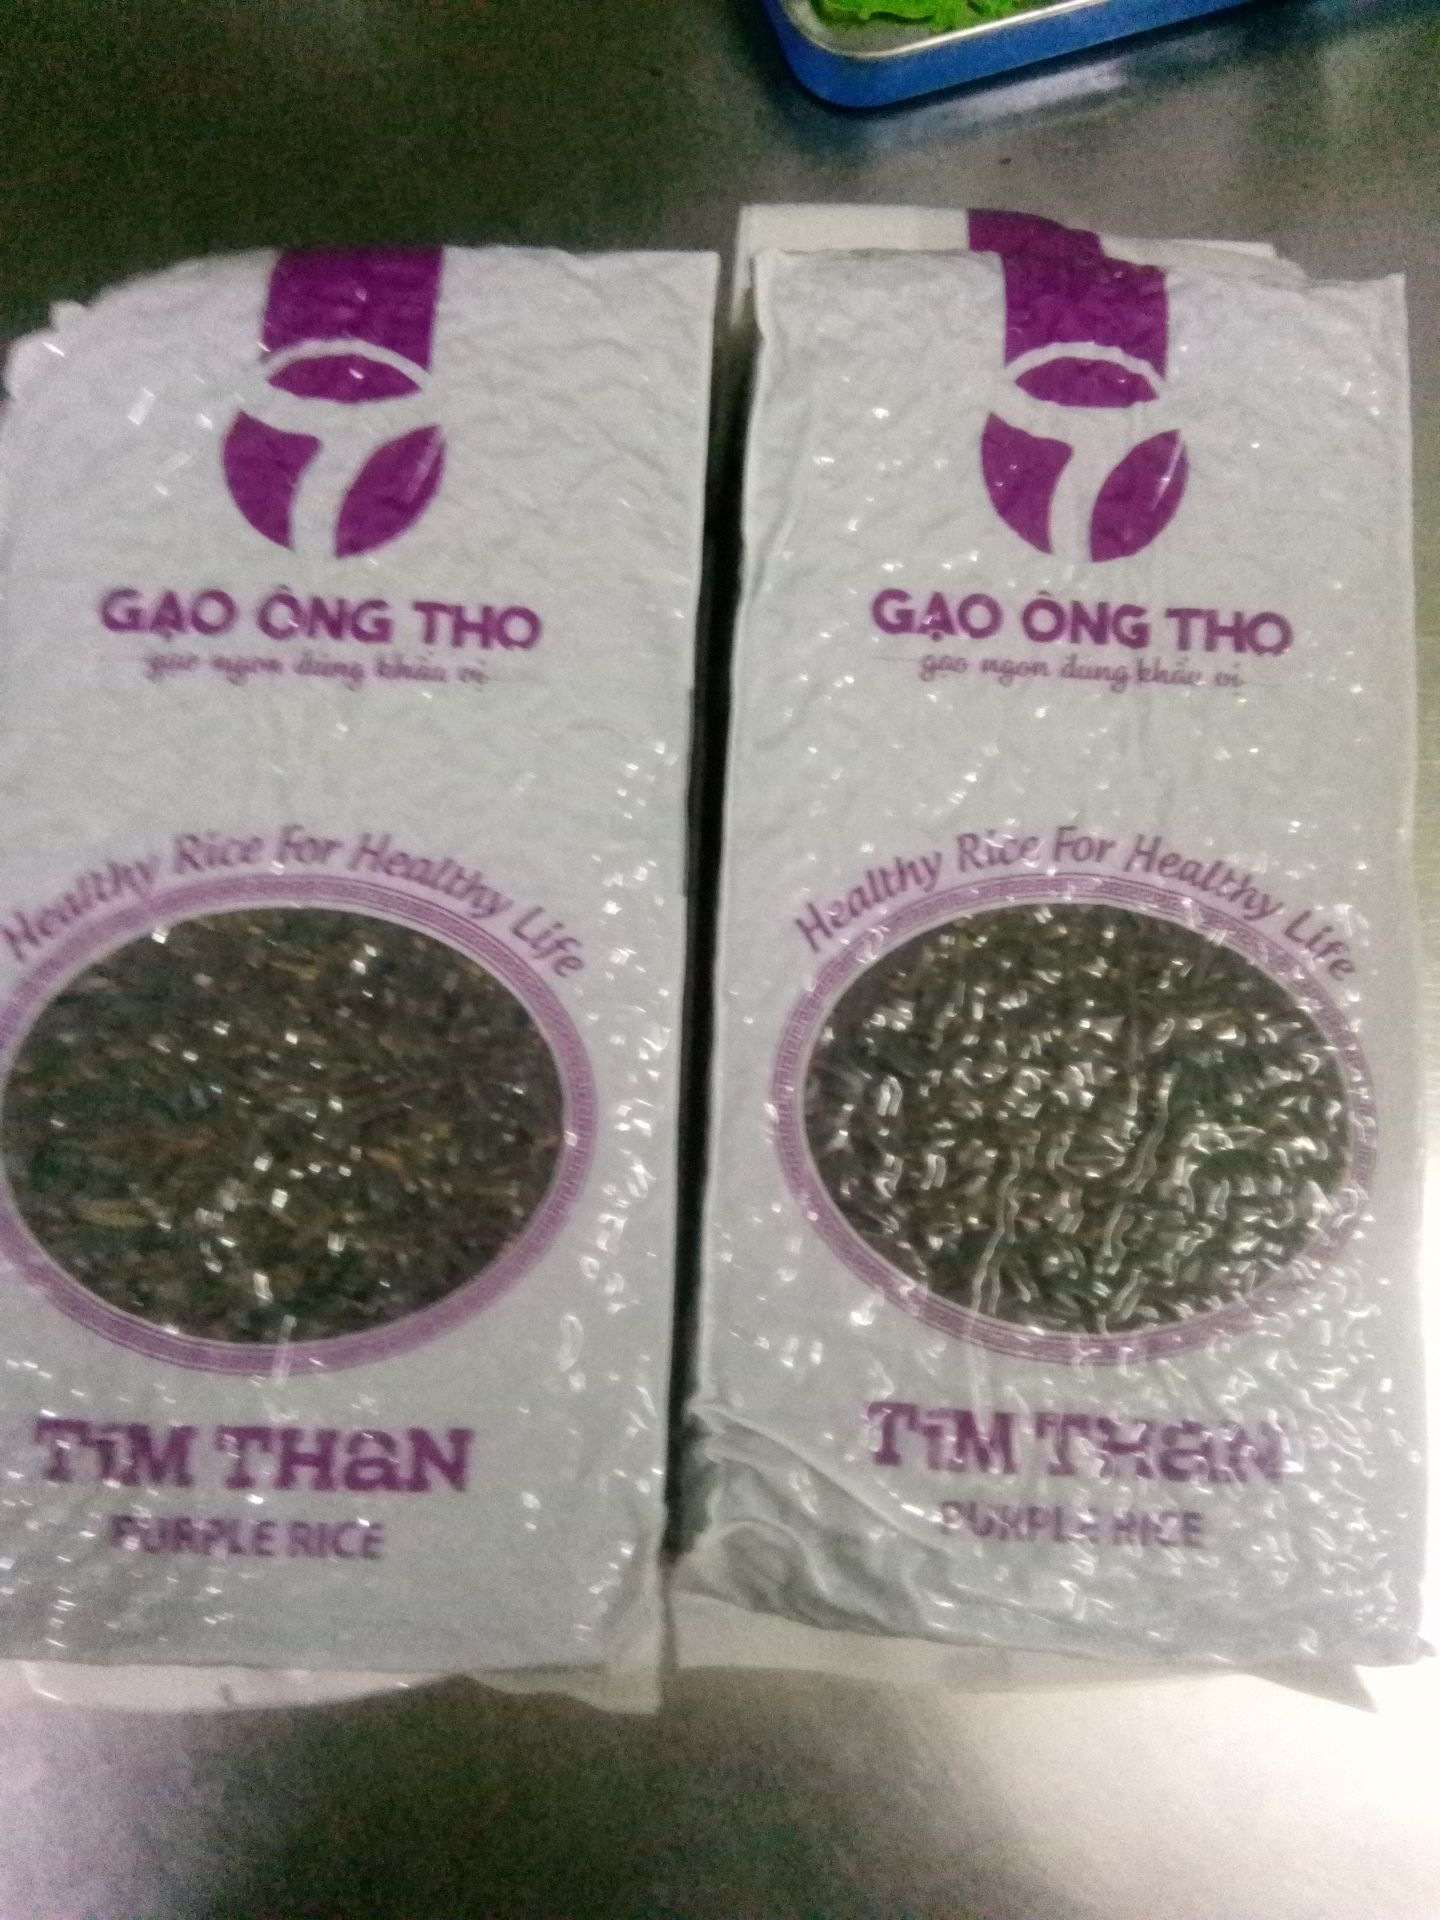 GẠO ÔNG THỌ
gạo ngon đúng khẩu vị
Healthy Rice For Healthy Life
TÍM THAN
PURPLE RICE
GẠO ÔNG THỌ
gạo ngon đúng khẩu vị
Healthy Rice For Healthy Life
TÍM THAN
PURPLE RICE